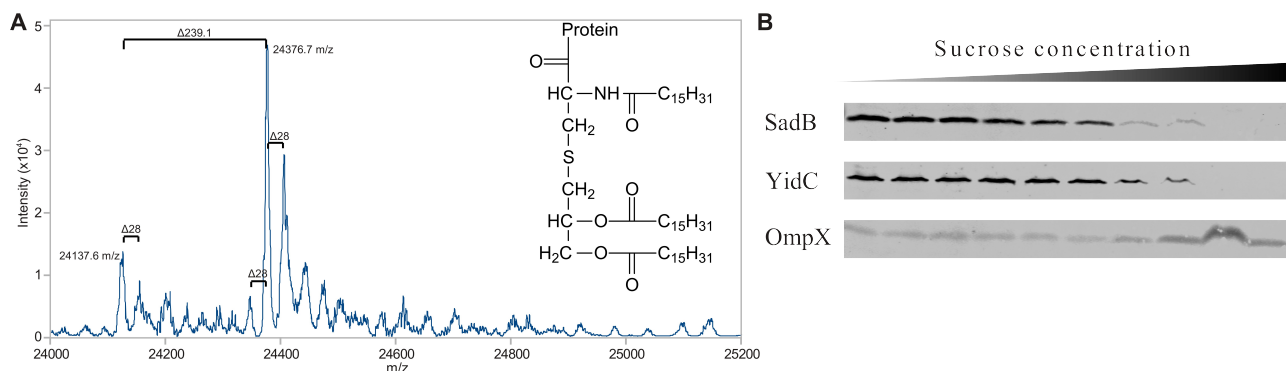 A
Intensity (x10⁴)
5
4
3
2
1
0
Δ239.1
24376.7 m/z
Δ28
Δ28
24137.6 m/z
Δ28
24000
24200
24400
24600
24800
25000
25200
m/z
Protein
O
HC NH C₁₅H₃₁
O
CH₂
S
CH₂
O
HC O C₁₅H₃₁
H₂C O C₁₅H₃₁
O
B
Sucrose concentration
SadB
YidC
OmpX